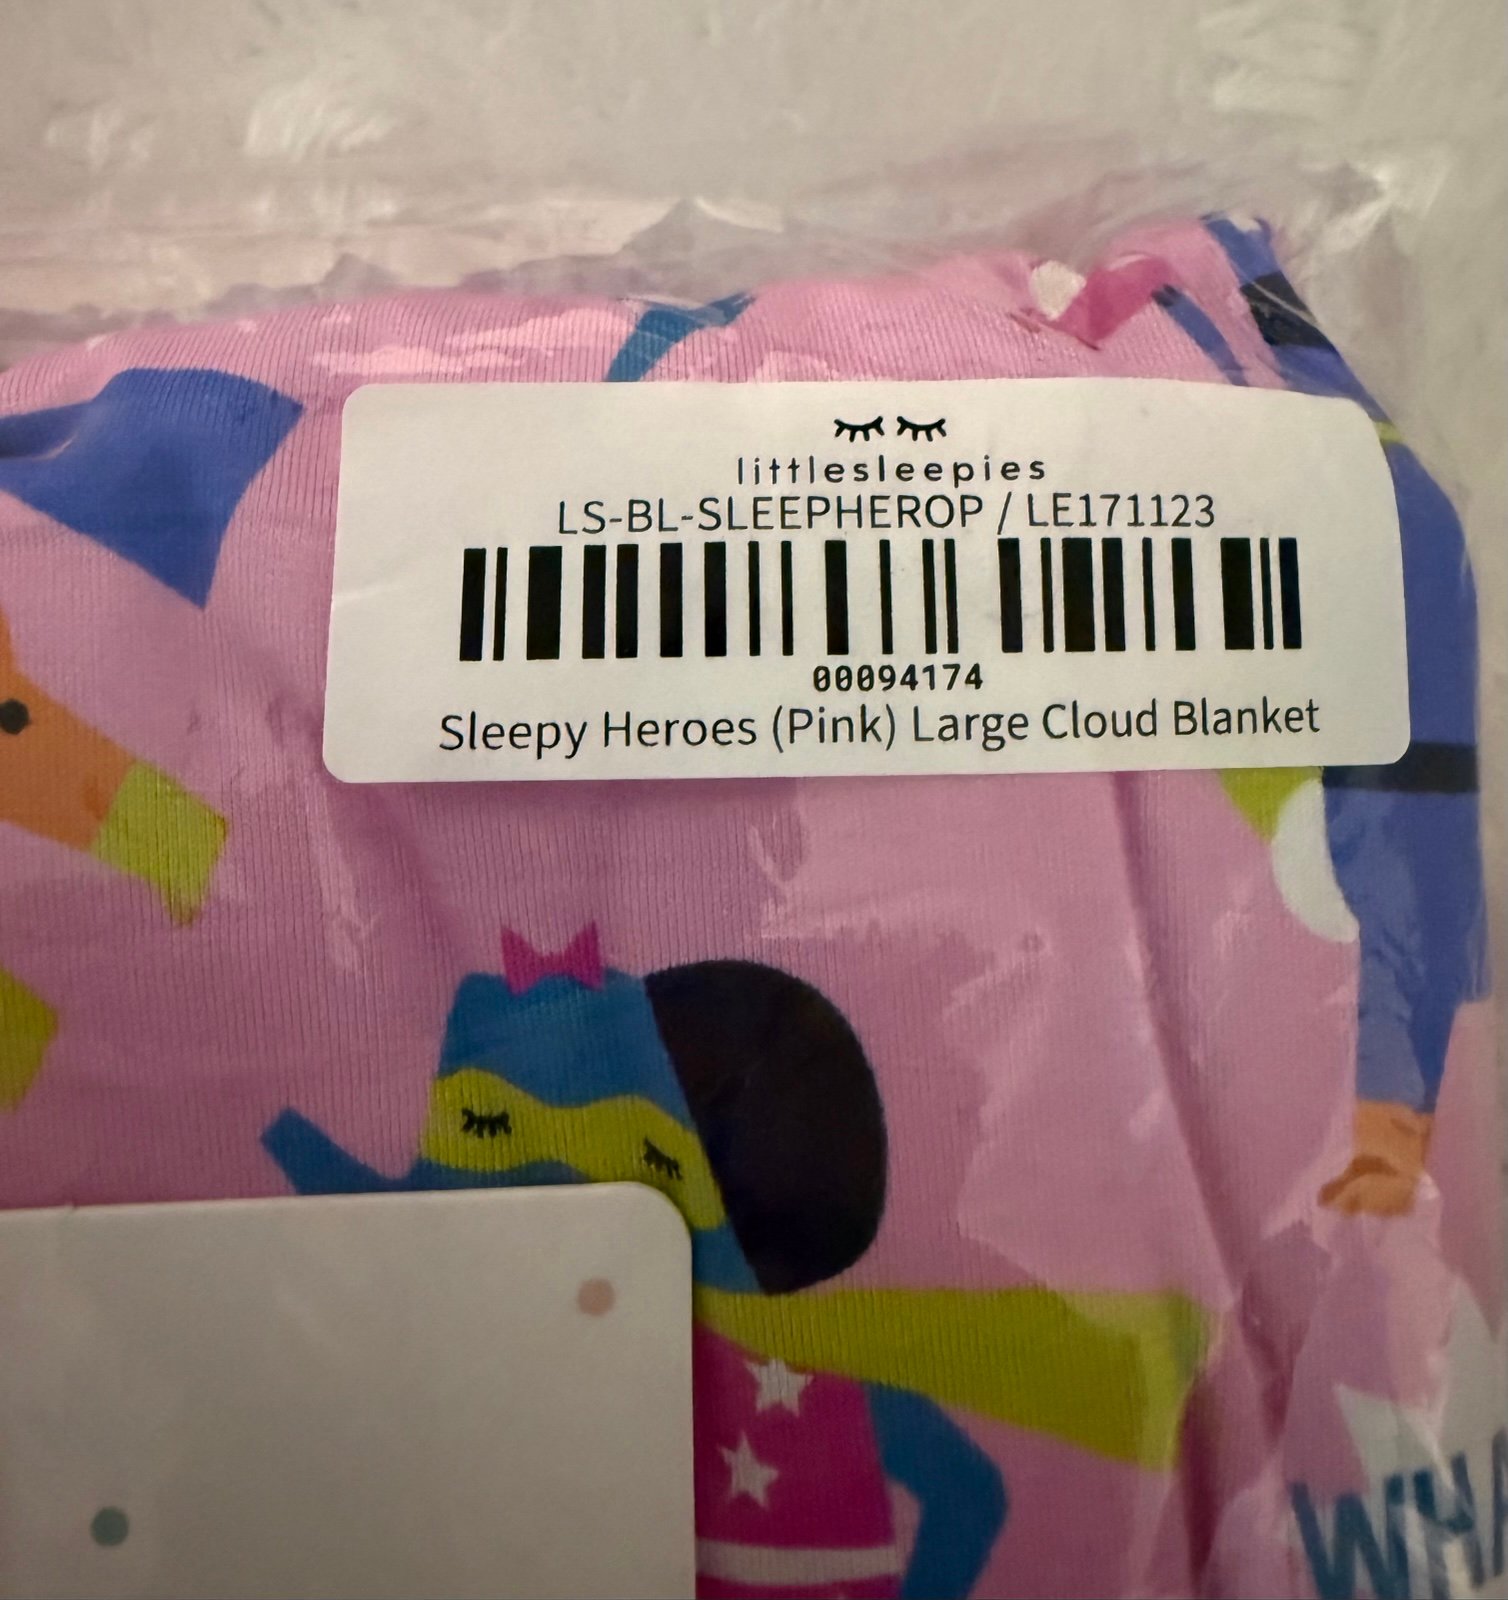 littlesleepies
LS-BL-SLEEPHEROP / LE171123
00094174
Sleepy Heroes (Pink) Large Cloud Blanket